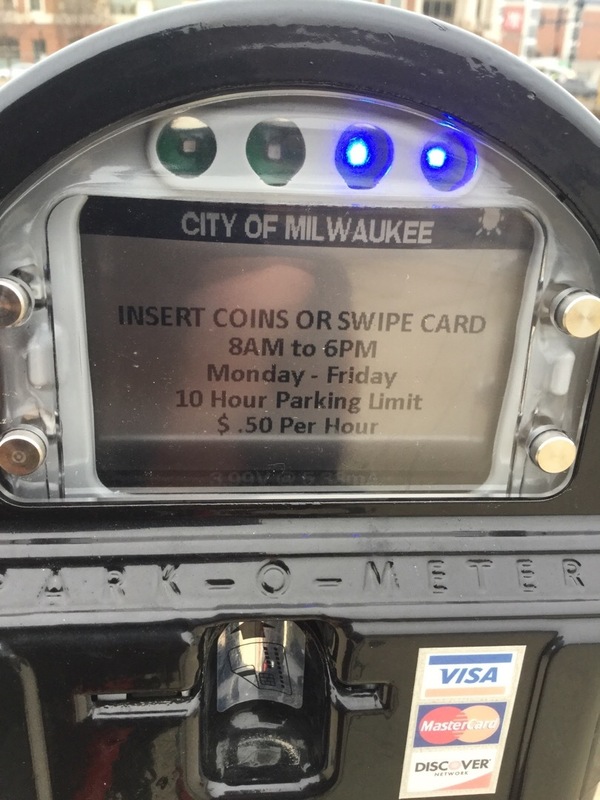 CITY OF MILWAUKEE
INSERT COINS OR SWIPE CARD
8AM to 6PM
Monday - Friday
10 Hour Parking Limit
$ .50 Per Hour
PARK-O-METER
VISA
MasterCard
DISCOVER
NETWORK